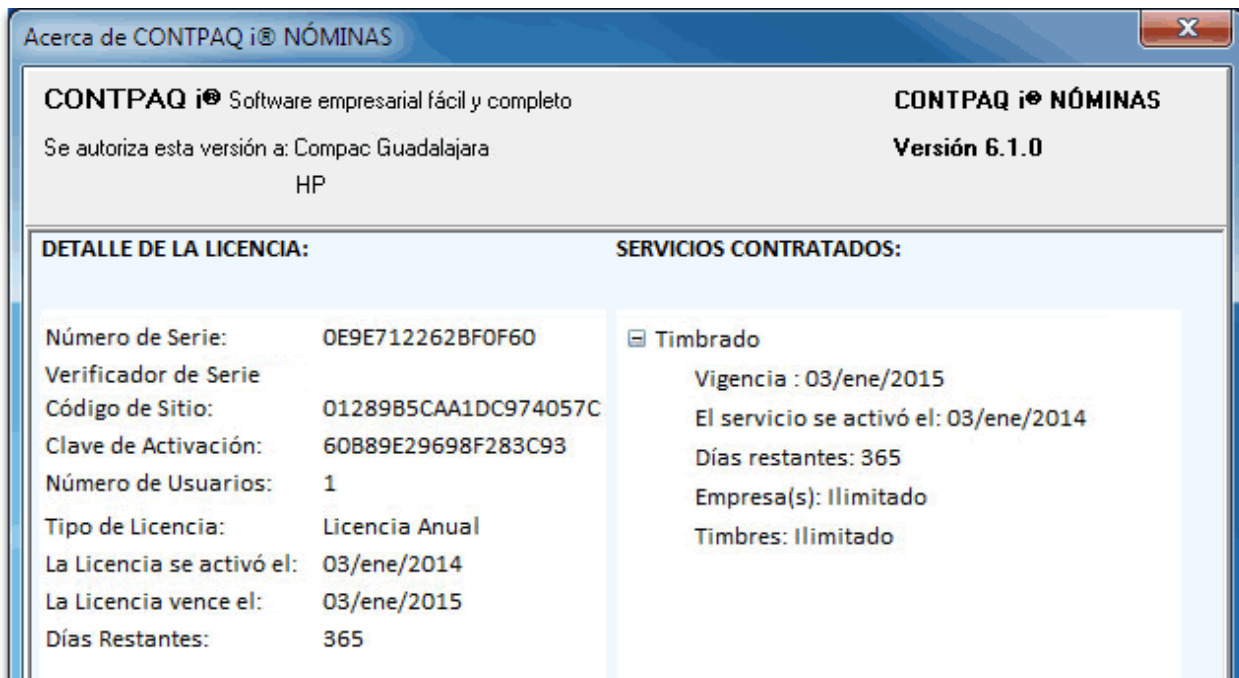 Acerca de CONTPAQ i® NÓMINAS
CONTPAQ i® Software empresarial fácil y completo
CONTPAQ i® NÓMINAS
Se autoriza esta versión a: Compac Guadalajara
Versión 6.1.0
HP
DETALLE DE LA LICENCIA:
Número de Serie: 0E9E712262BF0F60
Verificador de Serie
Código de Sitio: 01289B5CAA1DC974057C
Clave de Activación: 60B89E29698F283C93
Número de Usuarios: 1
Tipo de Licencia: Licencia Anual
La Licencia se activó el: 03/ene/2014
La Licencia vence el: 03/ene/2015
Días Restantes: 365
SERVICIOS CONTRATADOS:
Timbrado
Vigencia : 03/ene/2015
El servicio se activó el: 03/ene/2014
Días restantes: 365
Empresa(s): Ilimitado
Timbres: Ilimitado